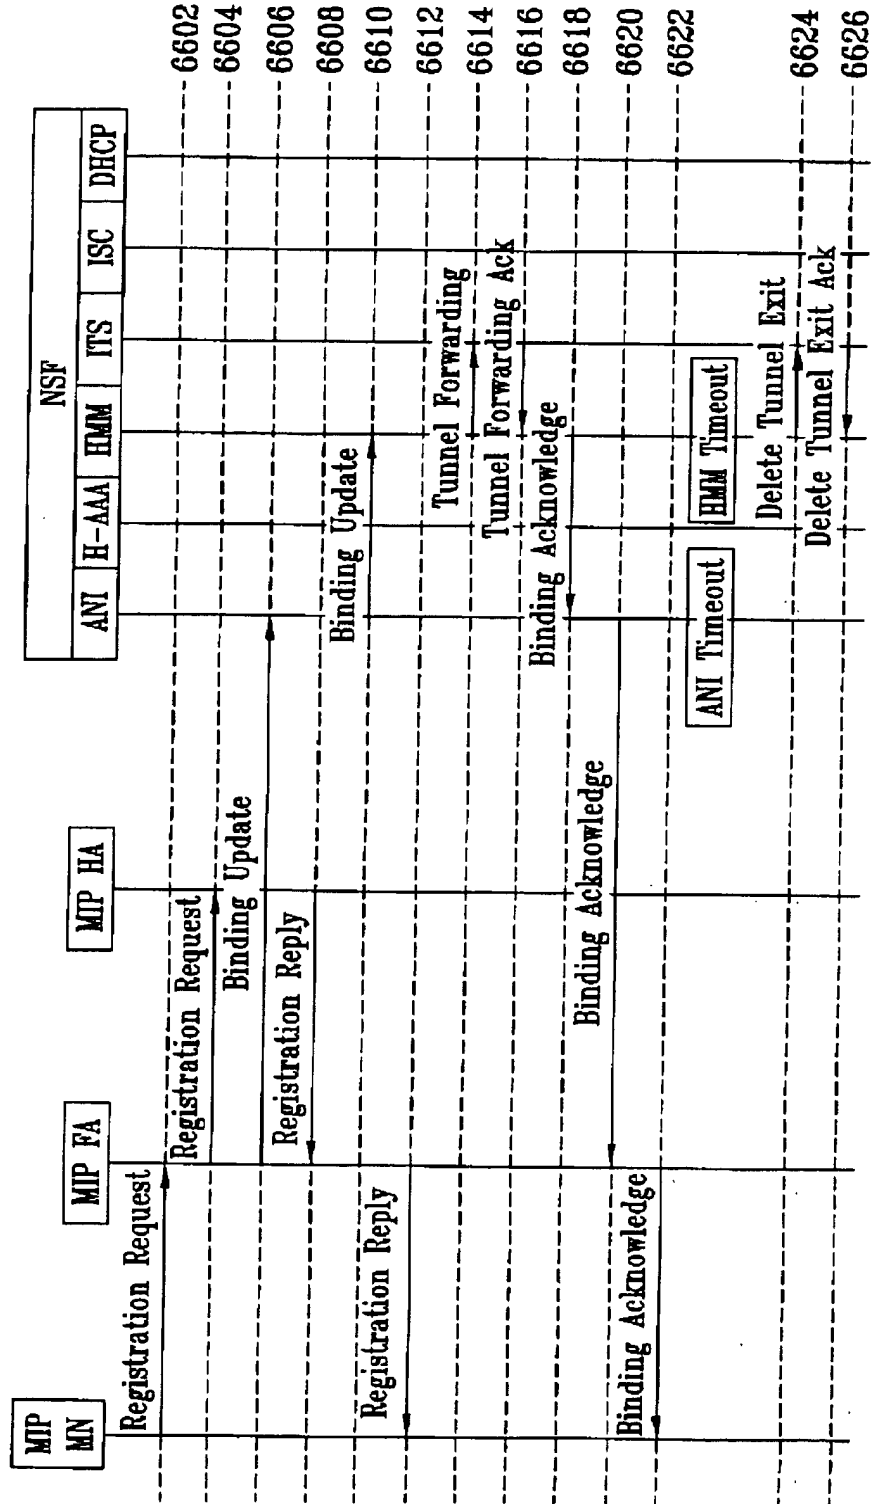 MIP
MN
MIP FA
MIP HA
NSF
ANI
H-AAA
HMM
ITS
ISC
DHCP
Registration Request
6602
Registration Request
6604
Binding Update
6606
Registration Reply
6608
Binding Update
6610
Registration Reply
6612
Tunnel Forwarding
6614
Tunnel Forwarding Ack
6616
Binding Acknowledge
6618
Binding Acknowledge
6620
Binding Acknowledge
6622
ANI Timeout
HMM Timeout
Delete Tunnel Exit
6624
Delete Tunnel Exit Ack
6626